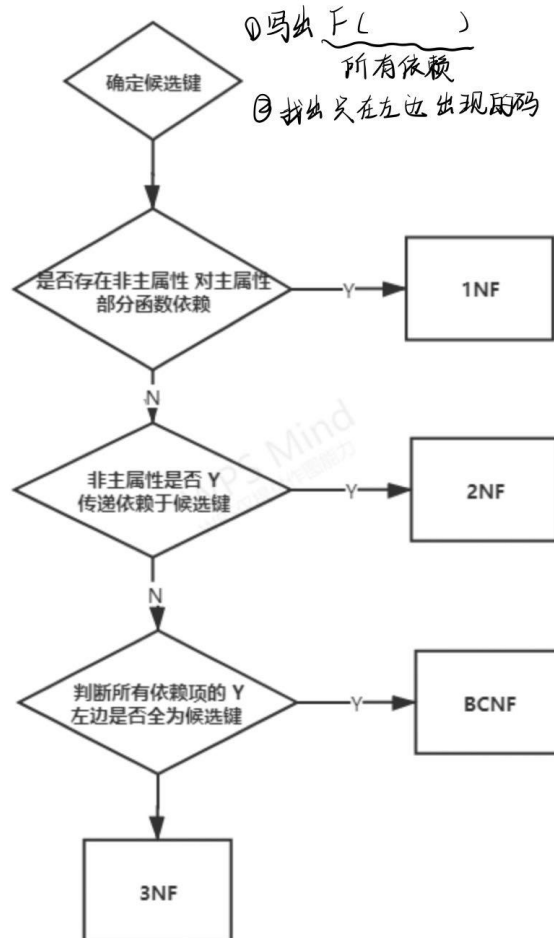 ①写出 F(      )
所有依赖
②找出只在左边出现的码
确定候选键
是否存在非主属性 对主属性
部分函数依赖
Y
1NF
N
非主属性是否 Y
传递依赖于候选键
Y
2NF
N
判断所有依赖项的 Y
左边是否全为候选键
Y
BCNF
3NF
WPS Mind